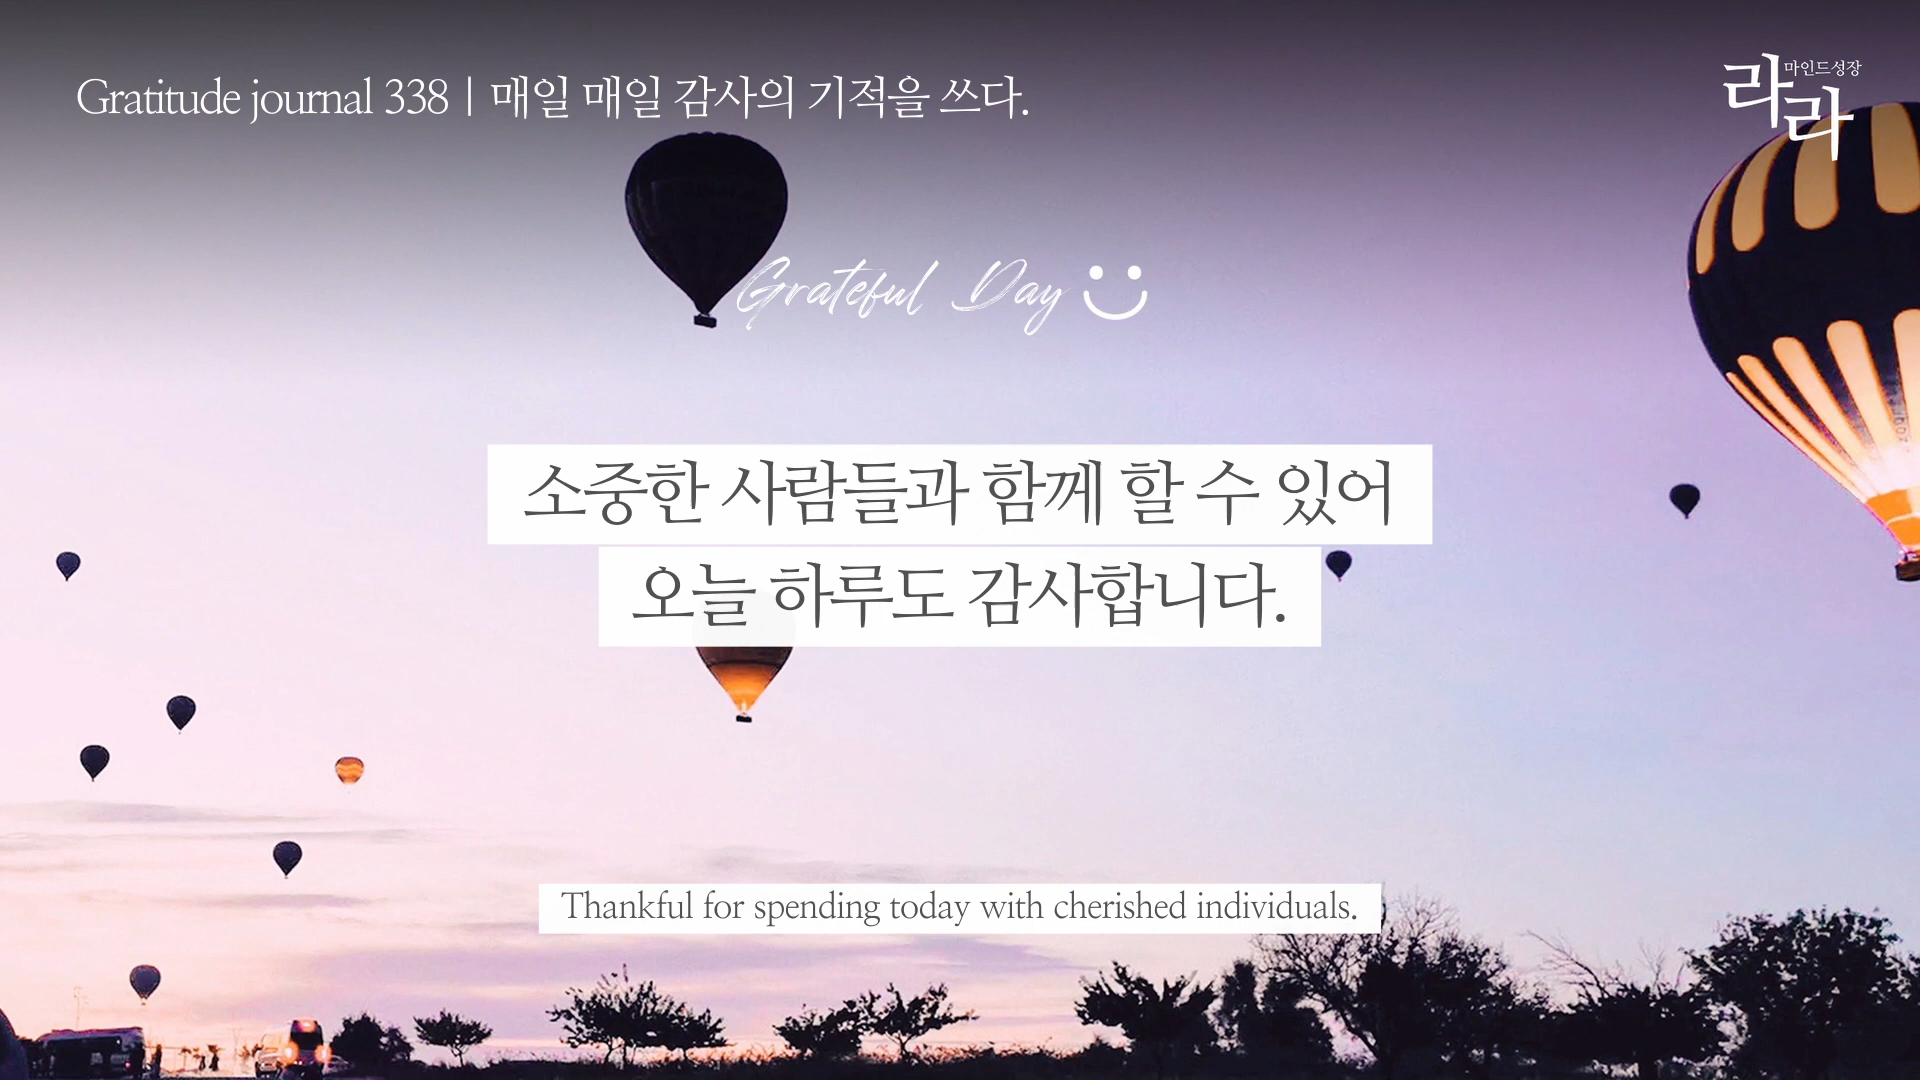 Gratitude journal 338 | 매일 매일 감사의 기적을 쓰다.
마인드성장
라라
Grateful Day
소중한 사람들과 함께 할 수 있어
오늘 하루도 감사합니다.
Thankful for spending today with cherished individuals.